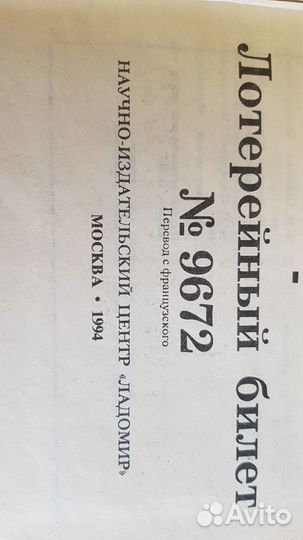 Лотерейный билет
№ 9672
Перевод с французского
НАУЧНО-ИЗДАТЕЛЬСКИЙ ЦЕНТР «ЛАДОМИР»
МОСКВА • 1994
Avito